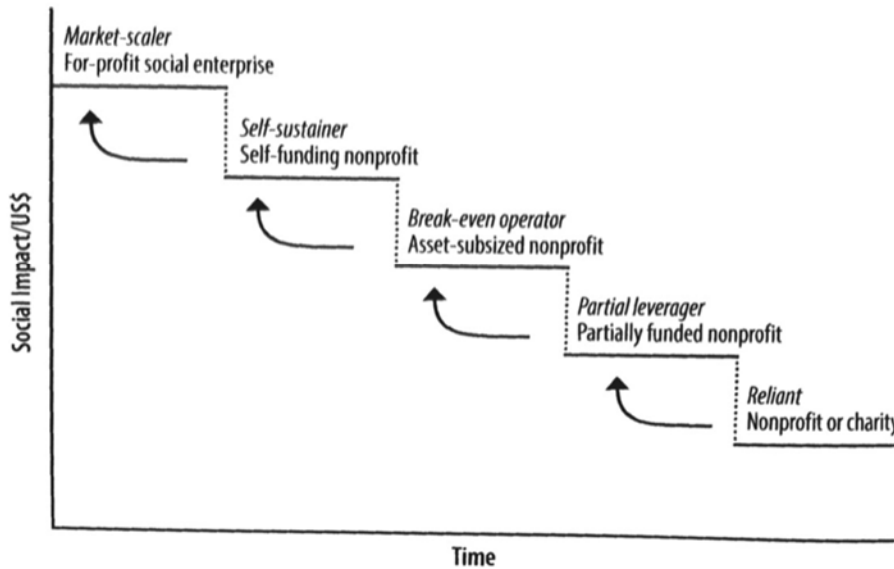 Market-scaler
For-profit social enterprise
Self-sustainer
Self-funding nonprofit
Break-even operator
Asset-subsized nonprofit
Partial leverager
Partially funded nonprofit
Reliant
Nonprofit or charity
Social Impact/US$
Time